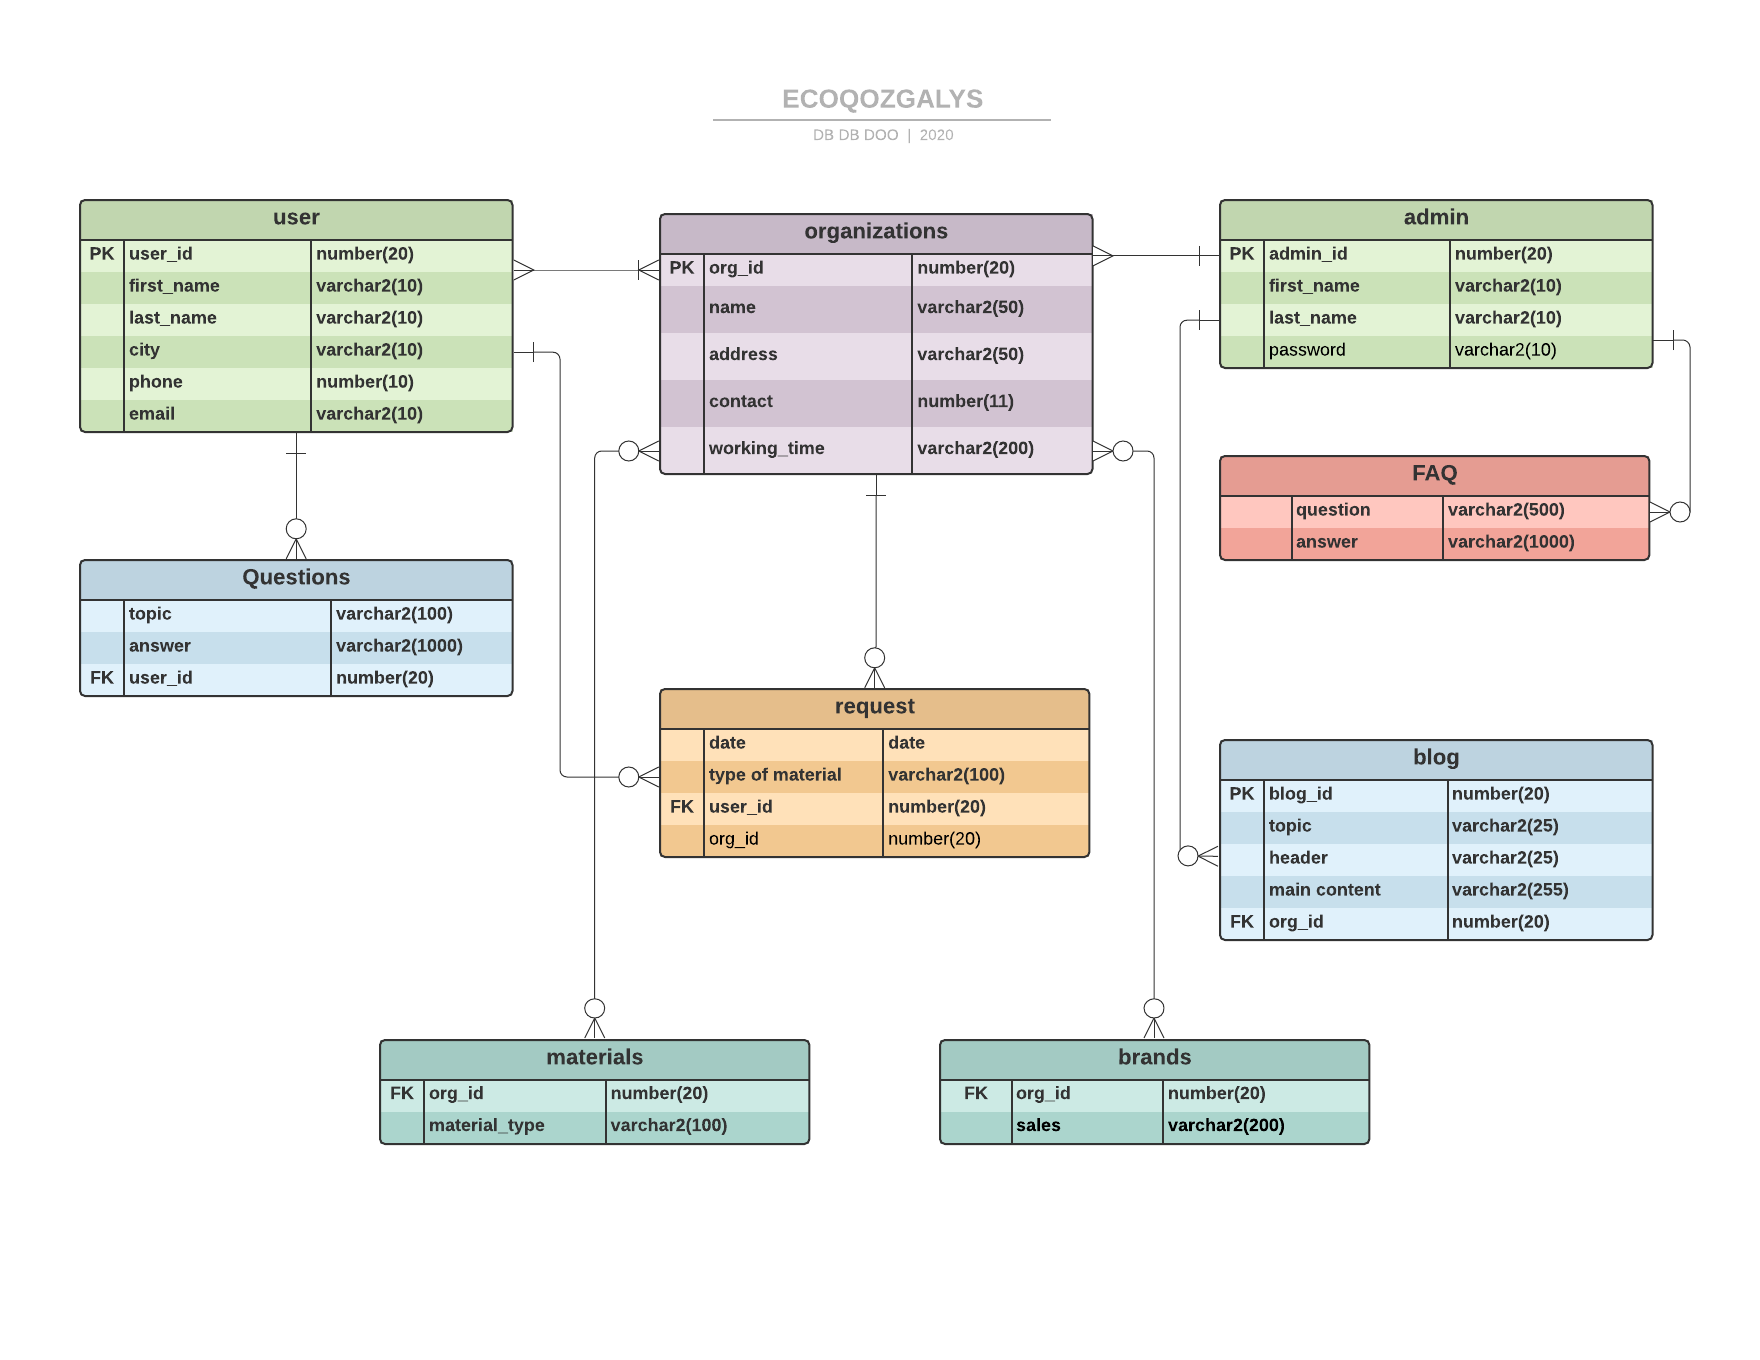 ECOQOZGALYS
DB DB DOO | 2020
user
PK user_id number(20)
first_name varchar2(10)
last_name varchar2(10)
city varchar2(10)
phone number(10)
email varchar2(10)
organizations
PK org_id number(20)
name varchar2(50)
address varchar2(50)
contact number(11)
working_time varchar2(200)
admin
PK admin_id number(20)
first_name varchar2(10)
last_name varchar2(10)
password varchar2(10)
FAQ
question varchar2(500)
answer varchar2(1000)
Questions
topic varchar2(100)
answer varchar2(1000)
FK user_id number(20)
request
date date
type of material varchar2(100)
FK user_id number(20)
org_id number(20)
blog
PK blog_id number(20)
topic varchar2(25)
header varchar2(25)
main content varchar2(255)
FK org_id number(20)
materials
FK org_id number(20)
material_type varchar2(100)
brands
FK org_id number(20)
sales varchar2(200)